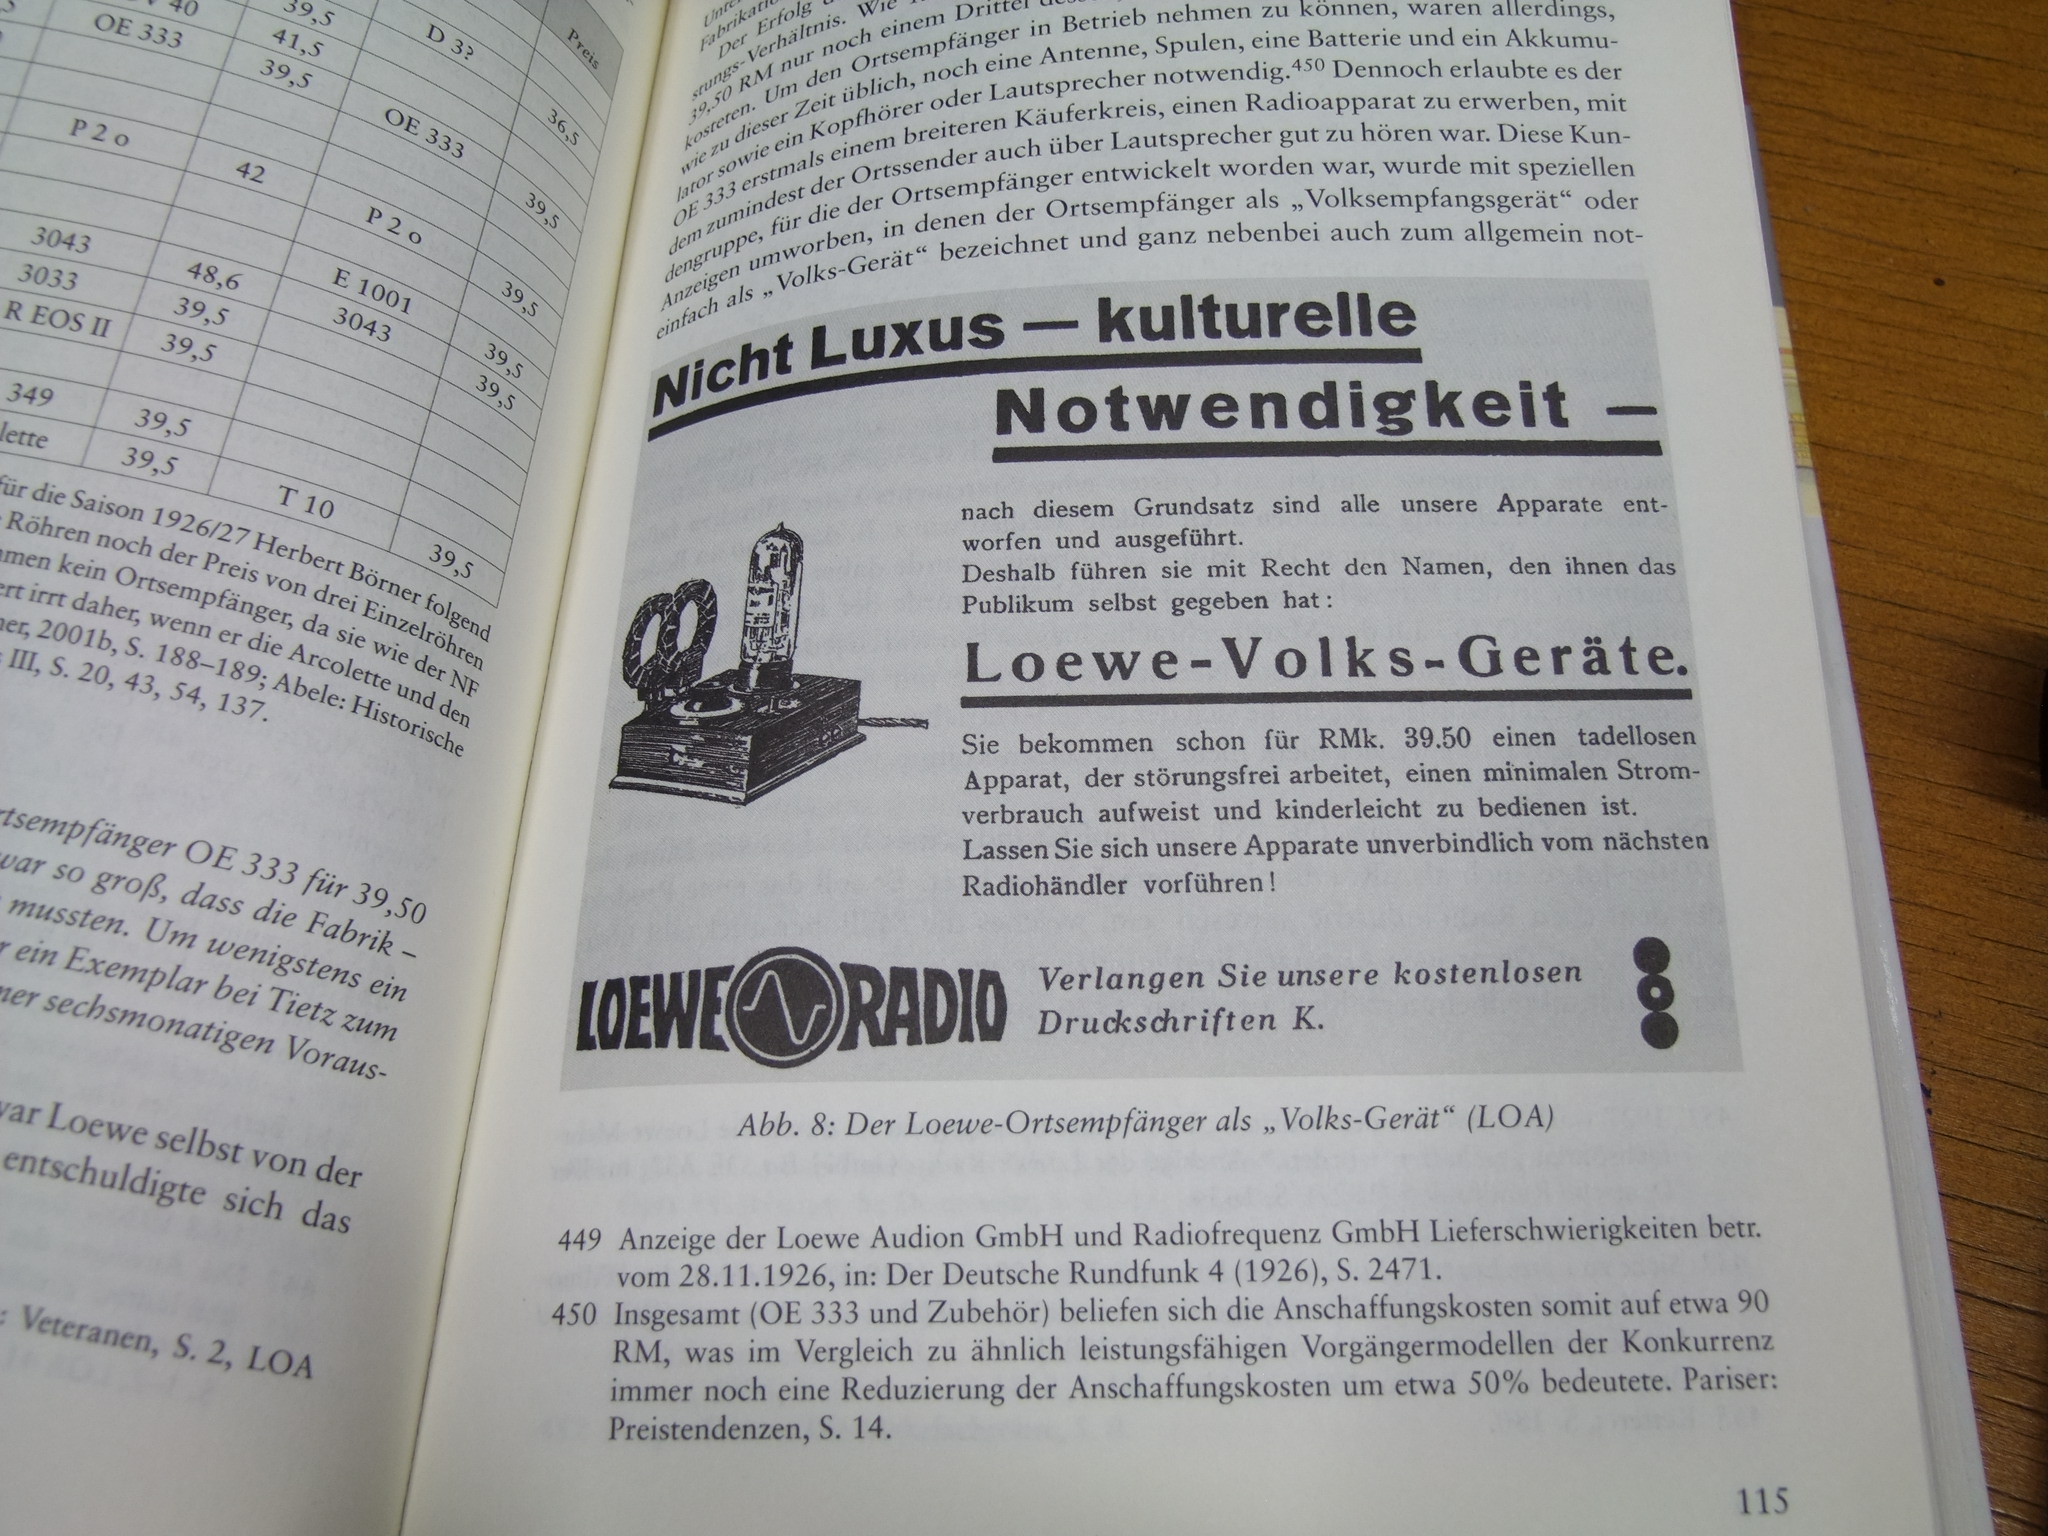 V 40
39,5
OE 333
41,5
D 3?
Preis
39,5
36,5
P 2 o
OE 333
42
39,5
P 2 o
3043
48,6
E 1001
39,5
3033
39,5
3043
39,5
R EOS II
39,5
39,5
349
39,5
lette
39,5
T 10
39,5
für die Saison 1926/27 Herbert Börner folgend
Röhren noch der Preis von drei Einzelröhren
mmen kein Ortsempfänger, da sie wie der NF
ert irrt daher, wenn er die Arcolette und den
ner, 2001b, S. 188–189; Abele: Historische
III, S. 20, 43, 54, 137.
rtsempfänger OE 333 für 39,50
war so groß, dass die Fabrik –
mussten. Um wenigstens ein
r ein Exemplar bei Tietz zum
ner sechsmonatigen Voraus-
war Loewe selbst von der
entschuldigte sich das
: Veteranen, S. 2, LOA
Fabrikation
Der Erfolg
stungs-Verhältnis. Wie
39,50 RM nur noch einem Drittel
kosteten. Um den Ortsempfänger in Betrieb nehmen zu können, waren allerdings,
wie zu dieser Zeit üblich, noch eine Antenne, Spulen, eine Batterie und ein Akkumu-
lator sowie ein Kopfhörer oder Lautsprecher notwendig.450 Dennoch erlaubte es der
OE 333 erstmals einem breiteren Käuferkreis, einen Radioapparat zu erwerben, mit
dem zumindest der Ortssender auch über Lautsprecher gut zu hören war. Diese Kun-
dengruppe, für die der Ortsempfänger entwickelt worden war, wurde mit speziellen
Anzeigen umworben, in denen der Ortsempfänger als „Volksempfangsgerät“ oder
einfach als „Volks-Gerät“ bezeichnet und ganz nebenbei auch zum allgemein not-
Nicht Luxus — kulturelle
Notwendigkeit —
nach diesem Grundsatz sind alle unsere Apparate ent-
worfen und ausgeführt.
Deshalb führen sie mit Recht den Namen, den ihnen das
Publikum selbst gegeben hat:
Loewe-Volks-Geräte.
Sie bekommen schon für RMk. 39.50 einen tadellosen
Apparat, der störungsfrei arbeitet, einen minimalen Strom-
verbrauch aufweist und kinderleicht zu bedienen ist.
Lassen Sie sich unsere Apparate unverbindlich vom nächsten
Radiohändler vorführen!
LOEWE RADIO
Verlangen Sie unsere kostenlosen
Druckschriften K.
Abb. 8: Der Loewe-Ortsempfänger als „Volks-Gerät“ (LOA)
449 Anzeige der Loewe Audion GmbH und Radiofrequenz GmbH Lieferschwierigkeiten betr.
vom 28.11.1926, in: Der Deutsche Rundfunk 4 (1926), S. 2471.
450 Insgesamt (OE 333 und Zubehör) beliefen sich die Anschaffungskosten somit auf etwa 90
RM, was im Vergleich zu ähnlich leistungsfähigen Vorgängermodellen der Konkurrenz
immer noch eine Reduzierung der Anschaffungskosten um etwa 50% bedeutete. Pariser:
Preistendenzen, S. 14.
115